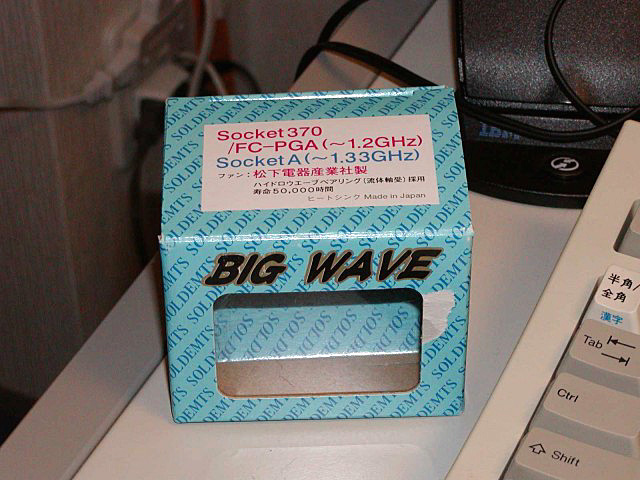 Socket370
/FC-PGA(～1.2GHz)
SocketA(～1.33GHz)
ファン：松下電器産業社製
ハイドロウエーブベアリング(流体軸受)採用
寿命50,000時間
ヒートシンク Made in Japan
BIG WAVE
SOLDEMTS
半角/
全角
漢字
Tab
Ctrl
Shift